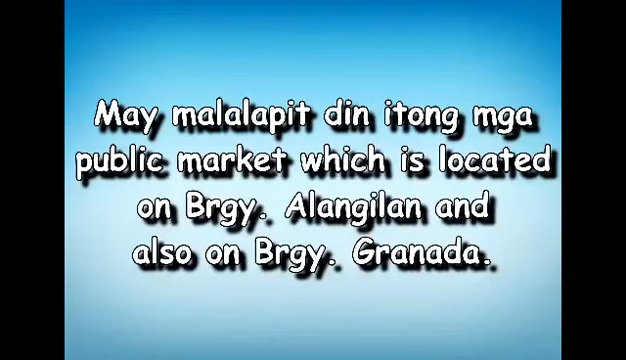 May malalapit din itong mga
public market which is located
on Brgy. Alangilan and
also on Brgy. Granada.